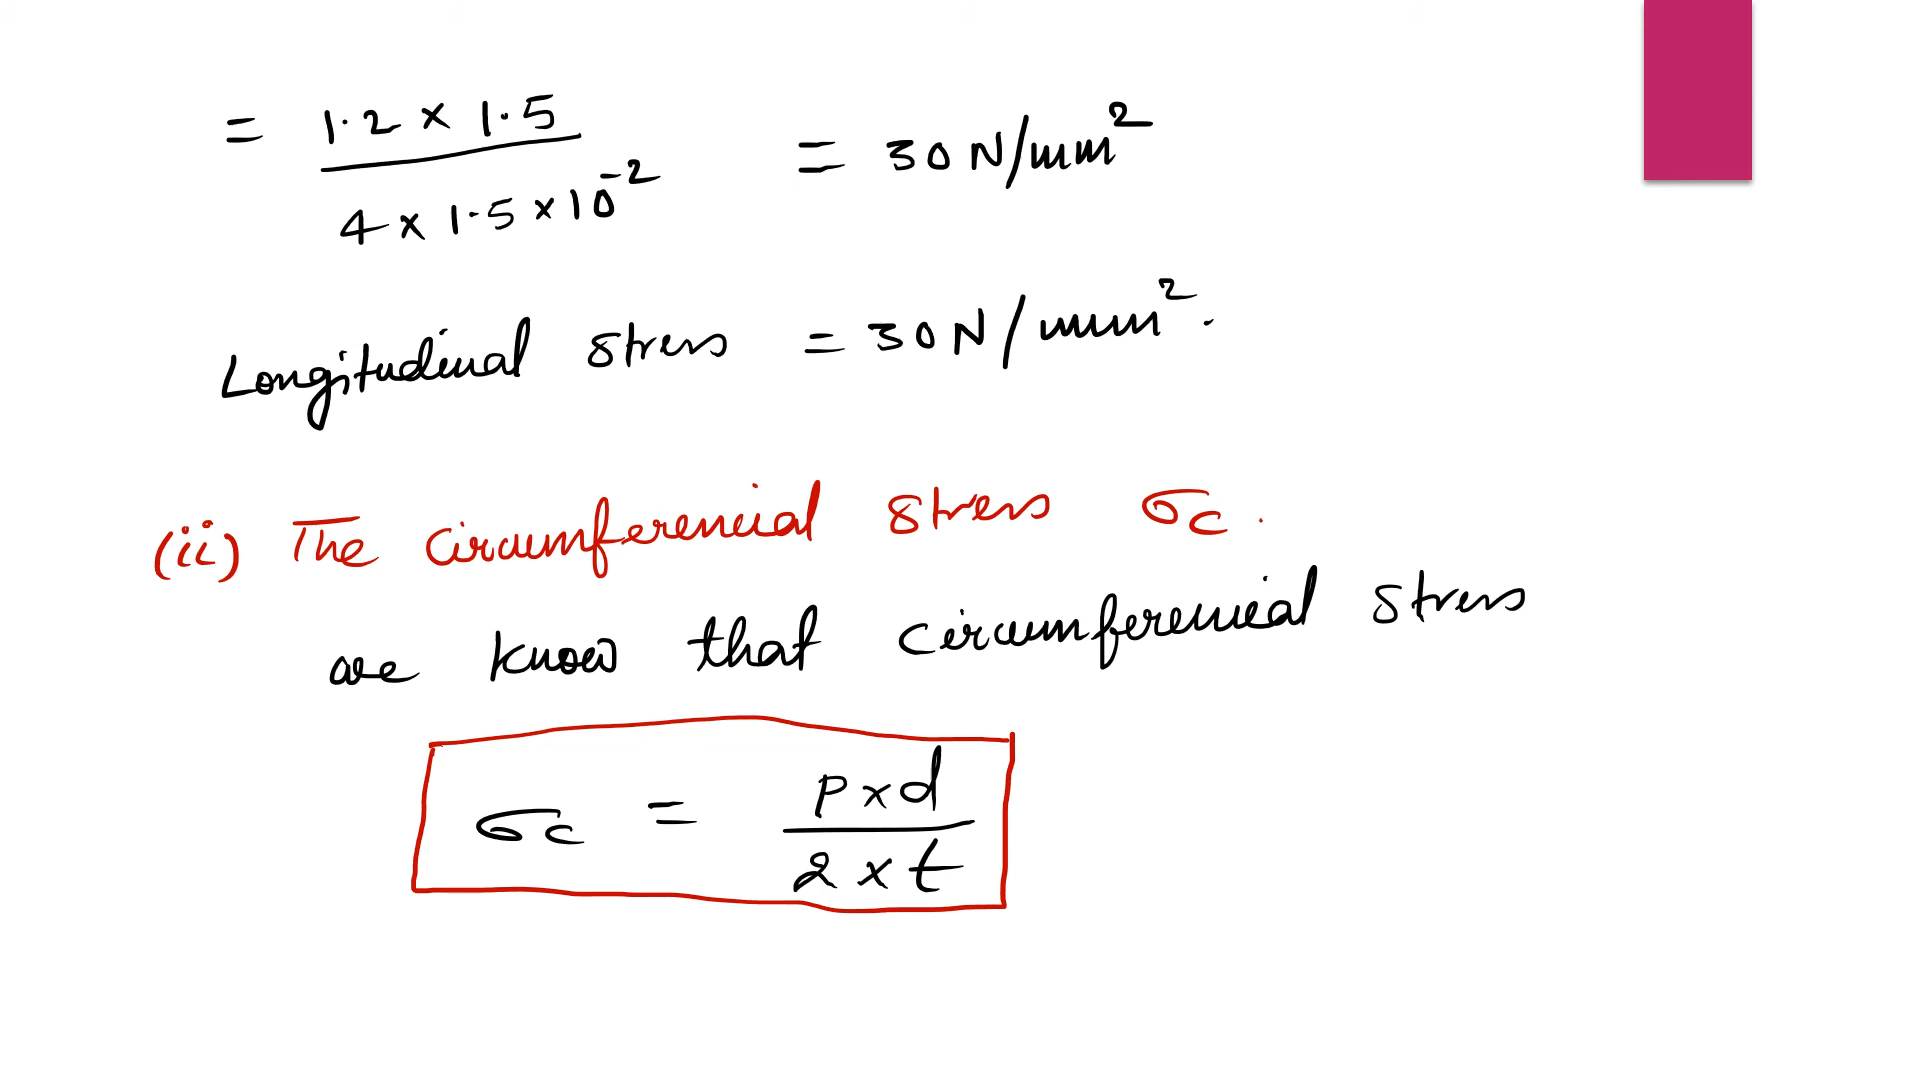 = 1.2 × 1.5 / 4 × 1.5 × 10⁻² = 30 N/mm²
Longitudinal stress = 30 N/mm².
(ii) The circumferencial stress σc.
we know that circumferencial stress
σc = p × d / 2 × t